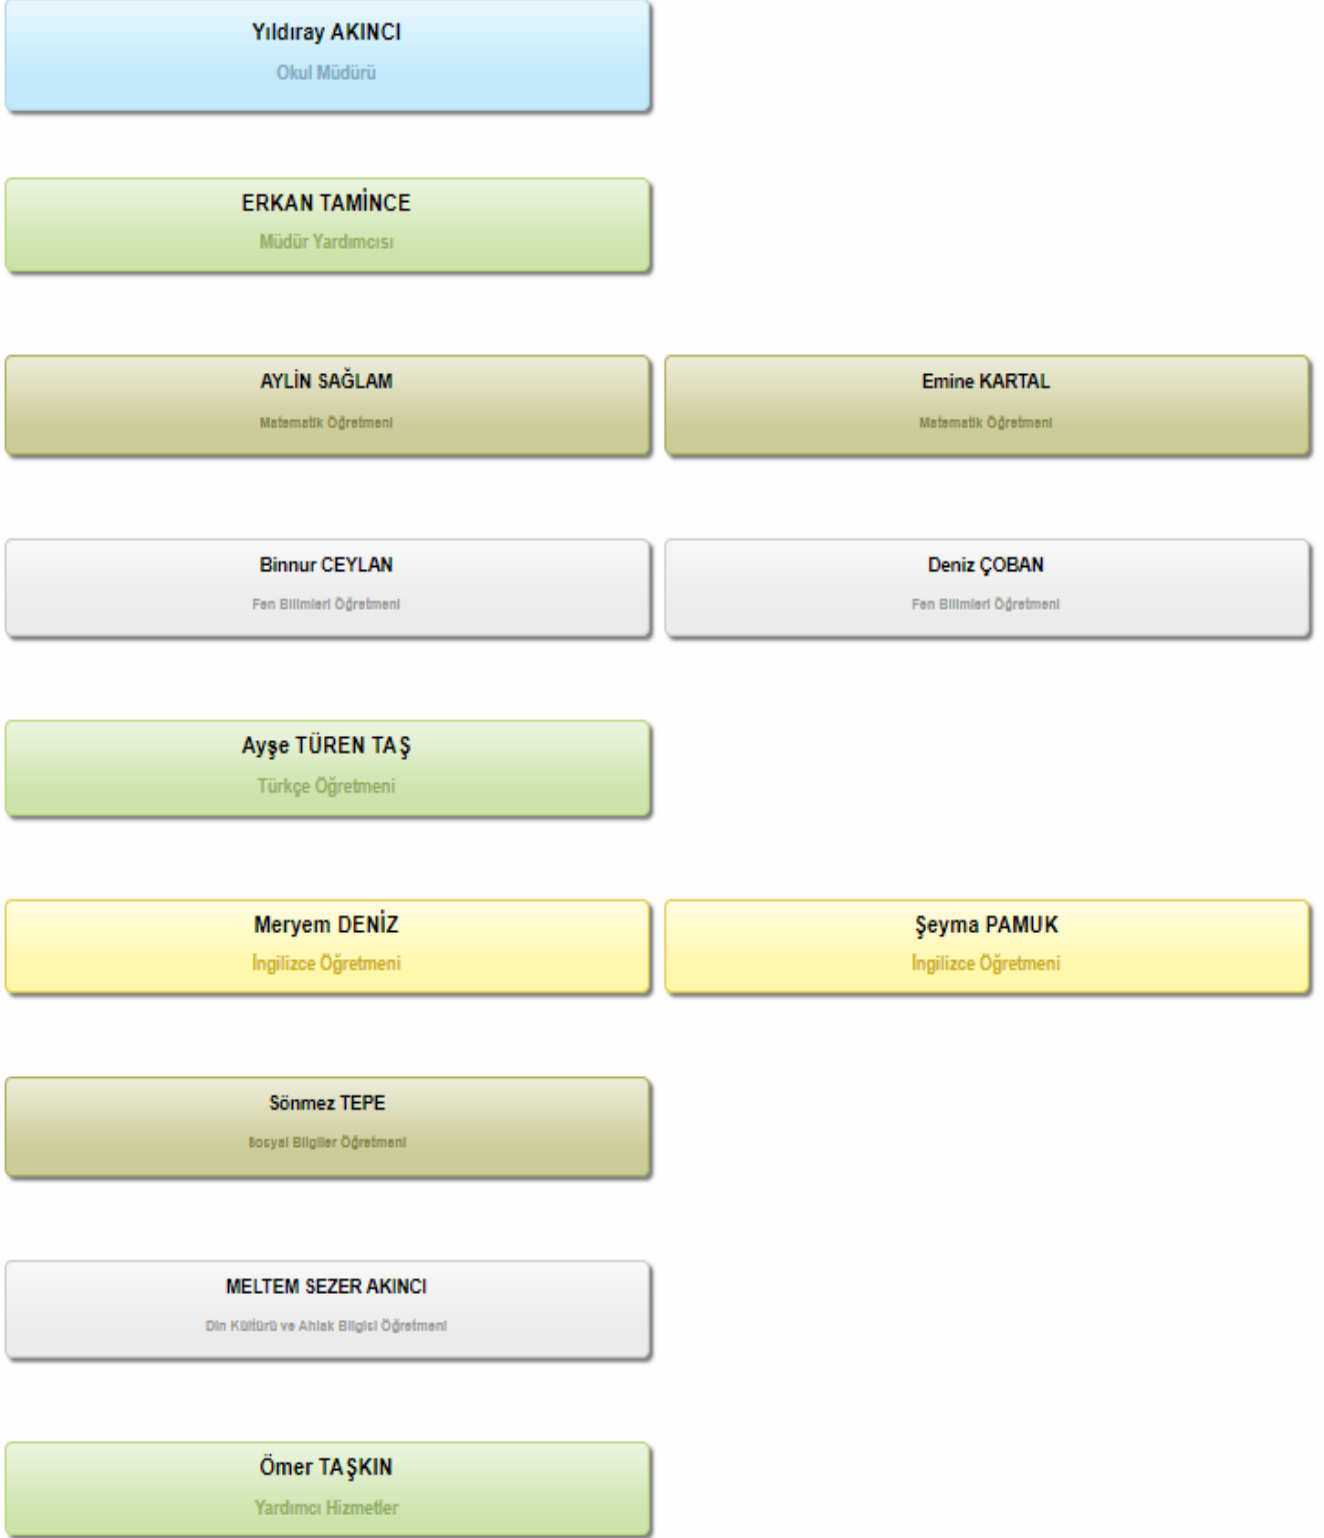 Yıldıray AKINCI
Okul Müdürü
ERKAN TAMİNCE
Müdür Yardımcısı
AYLİN SAĞLAM
Matematik Öğretmeni
Emine KARTAL
Matematik Öğretmeni
Binnur CEYLAN
Fen Bilimleri Öğretmeni
Deniz ÇOBAN
Fen Bilimleri Öğretmeni
Ayşe TÜREN TAŞ
Türkçe Öğretmeni
Meryem DENİZ
İngilizce Öğretmeni
Şeyma PAMUK
İngilizce Öğretmeni
Sönmez TEPE
Sosyal Bilgiler Öğretmeni
MELTEM SEZER AKINCI
Din Kültürü ve Ahlak Bilgisi Öğretmeni
Ömer TAŞKIN
Yardımcı Hizmetler